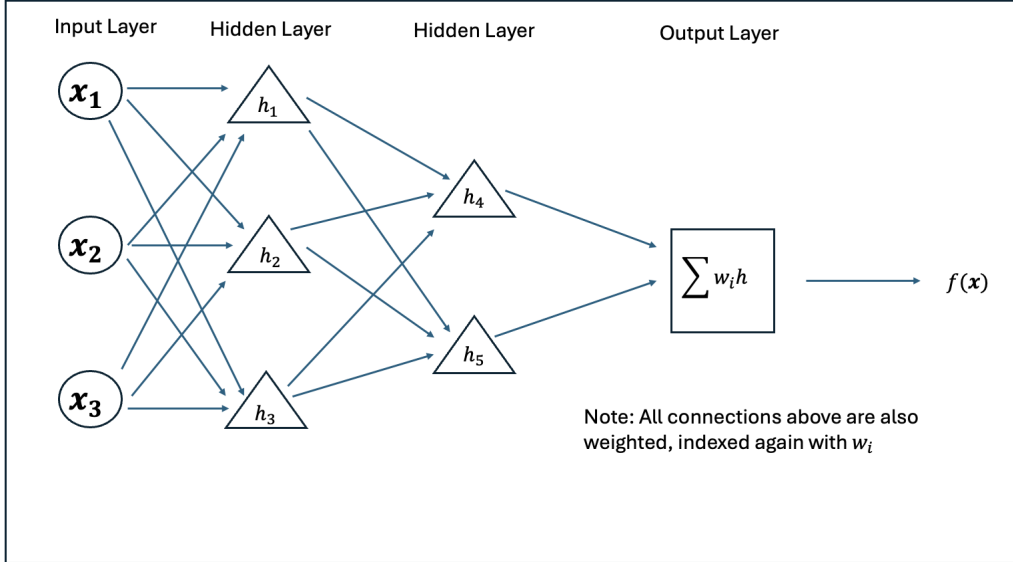 Input Layer
Hidden Layer
Hidden Layer
Output Layer
x₁
h₁
h₄
x₂
h₂
∑ wᵢh
f(x)
h₅
x₃
h₃
Note: All connections above are also
weighted, indexed again with wᵢ